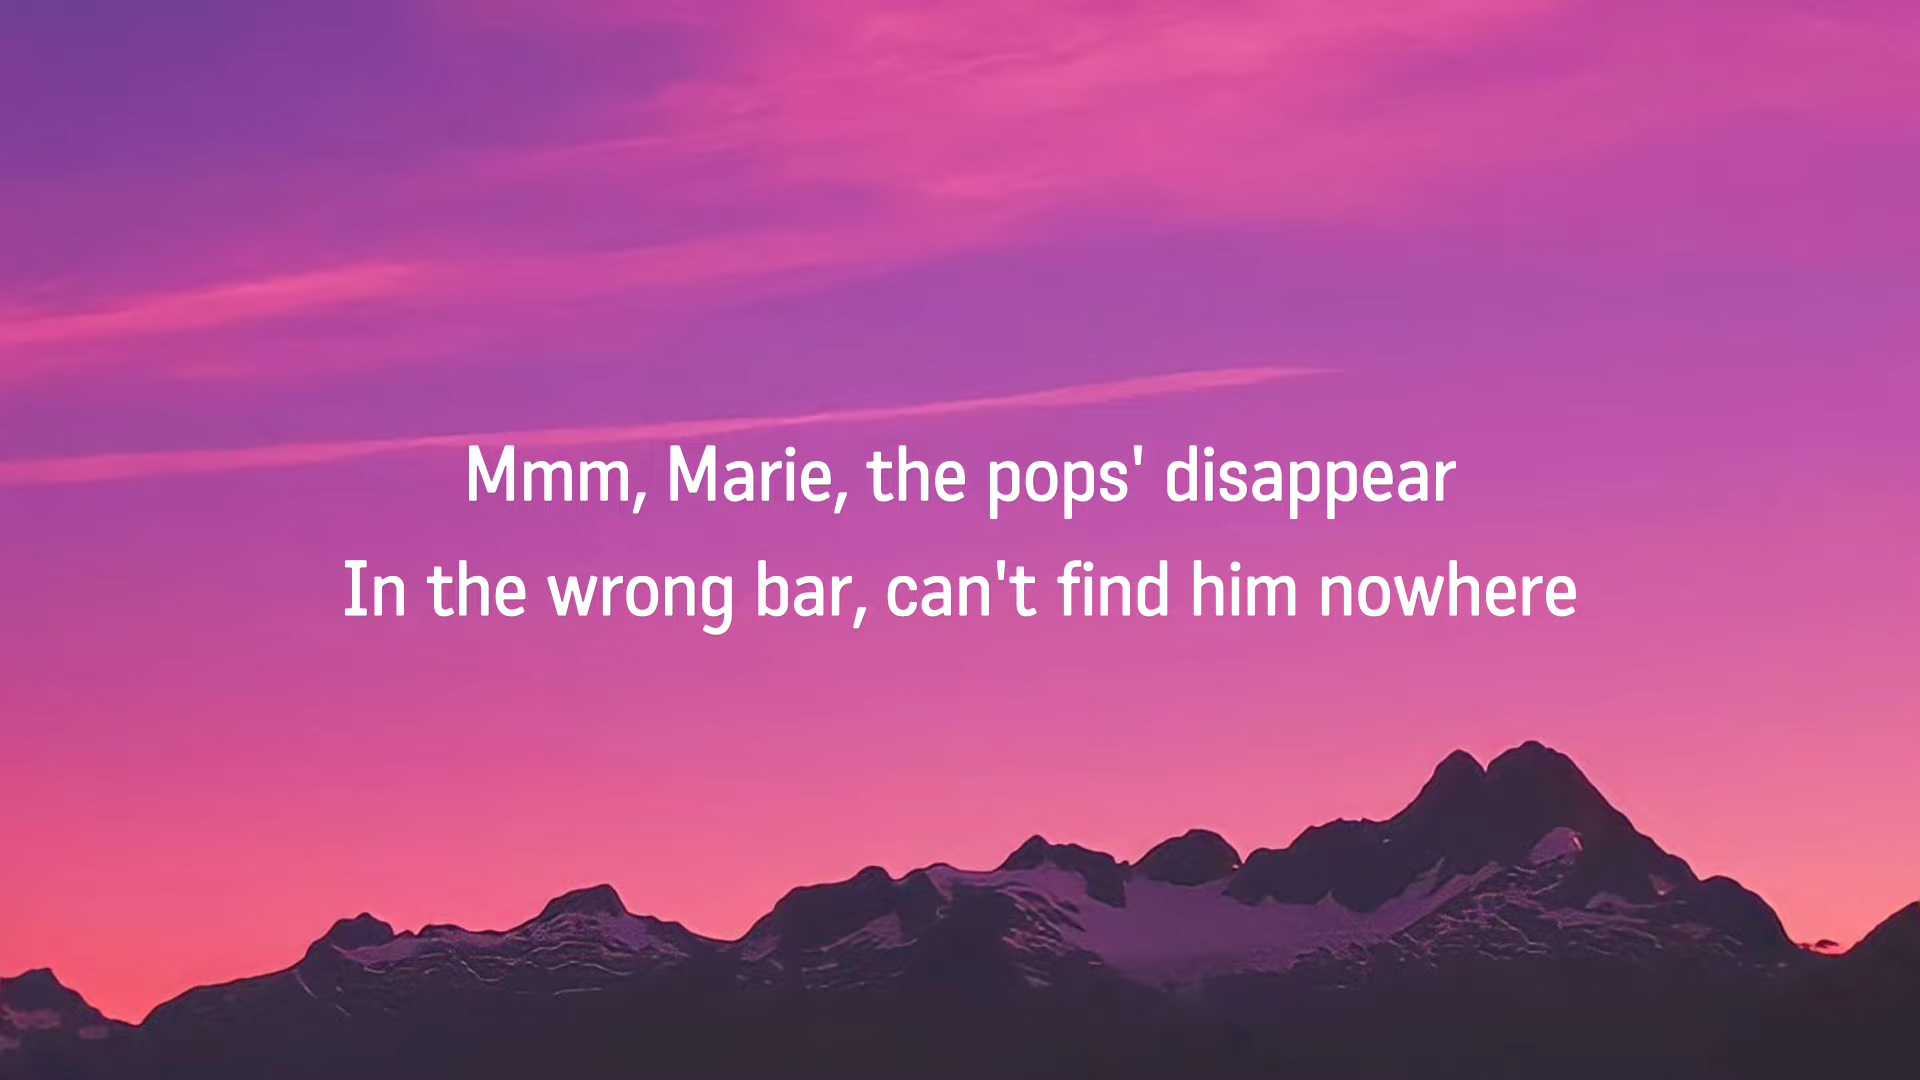 Mmm, Marie, the pops' disappear
In the wrong bar, can't find him nowhere